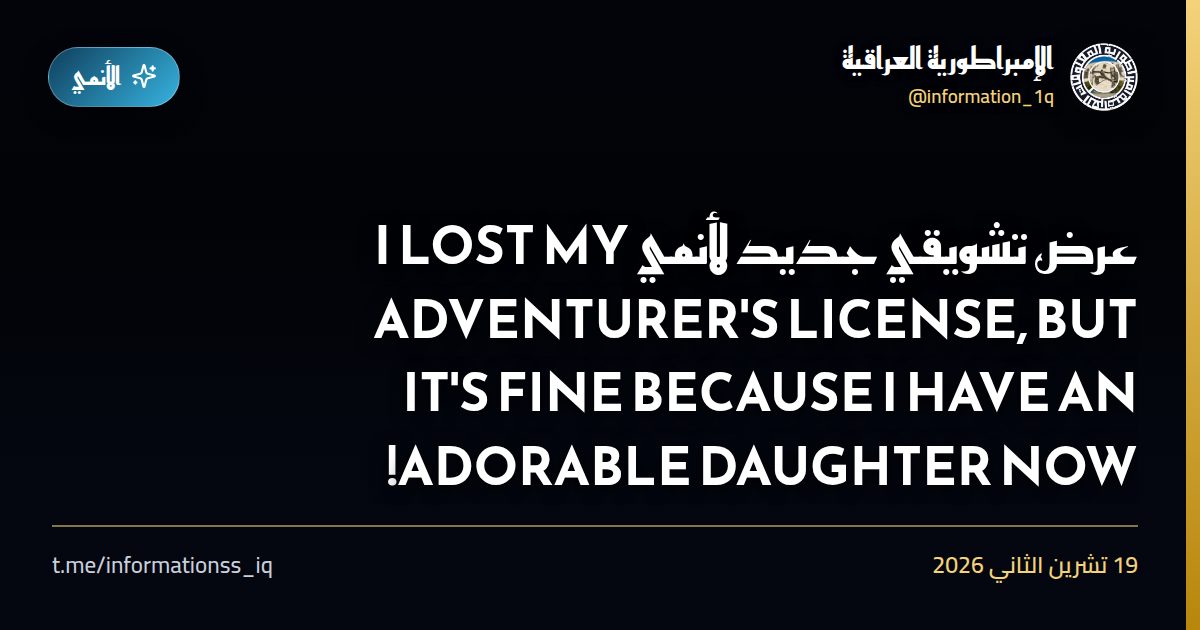 الإمبراطورية العراقية
@information_1q
الأنمي
عرض تشويقي جديد لأنمي I LOST MY
ADVENTURER'S LICENSE, BUT
IT'S FINE BECAUSE I HAVE AN
ADORABLE DAUGHTER NOW!
19 تشرين الثاني 2026
t.me/informationss_iq